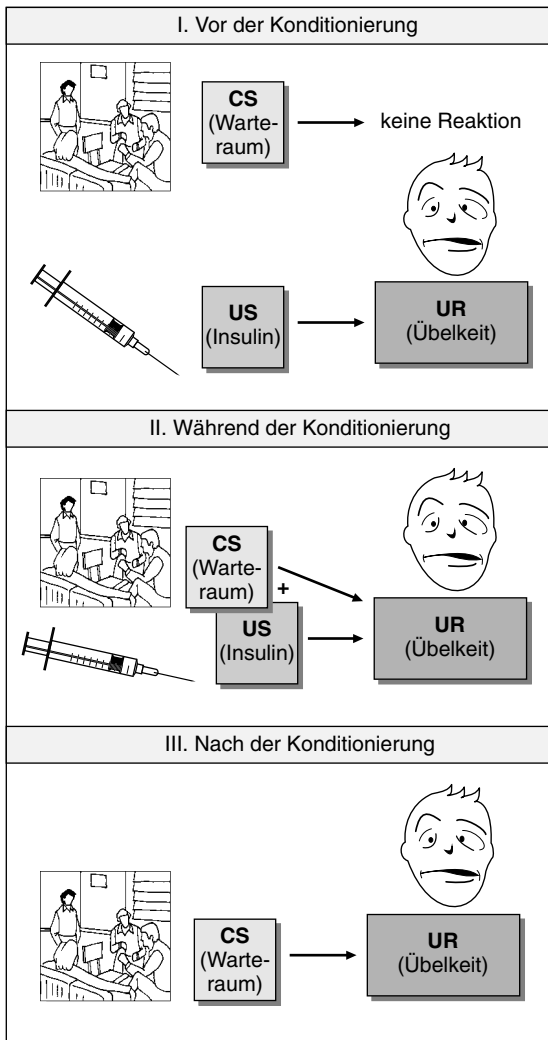 I. Vor der Konditionierung
CS
(Warte-
raum)
keine Reaktion
US
(Insulin)
UR
(Übelkeit)
II. Während der Konditionierung
CS
(Warte-
raum)
+
US
(Insulin)
UR
(Übelkeit)
III. Nach der Konditionierung
CS
(Warte-
raum)
UR
(Übelkeit)